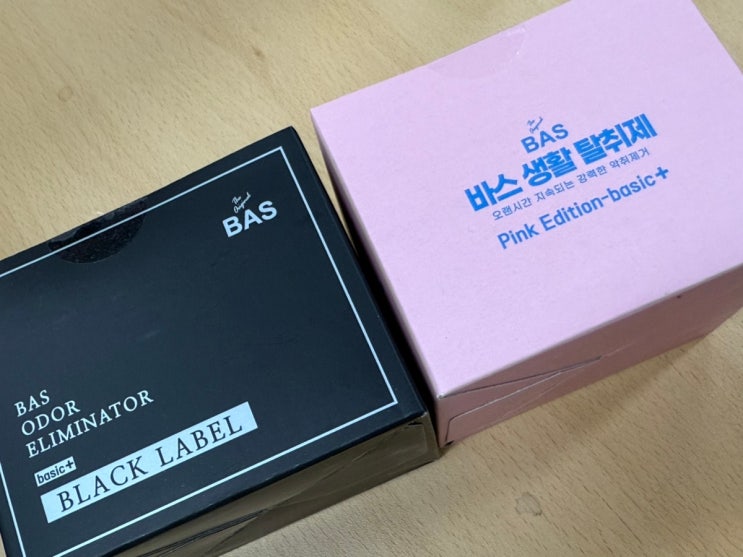 The Original
BAS
BAS
ODOR
ELIMINATOR
basic+
BLACK LABEL
The Original
BAS
바스 생활 탈취제
오랜시간 지속되는 강력한 악취제거
Pink Edition-basic+